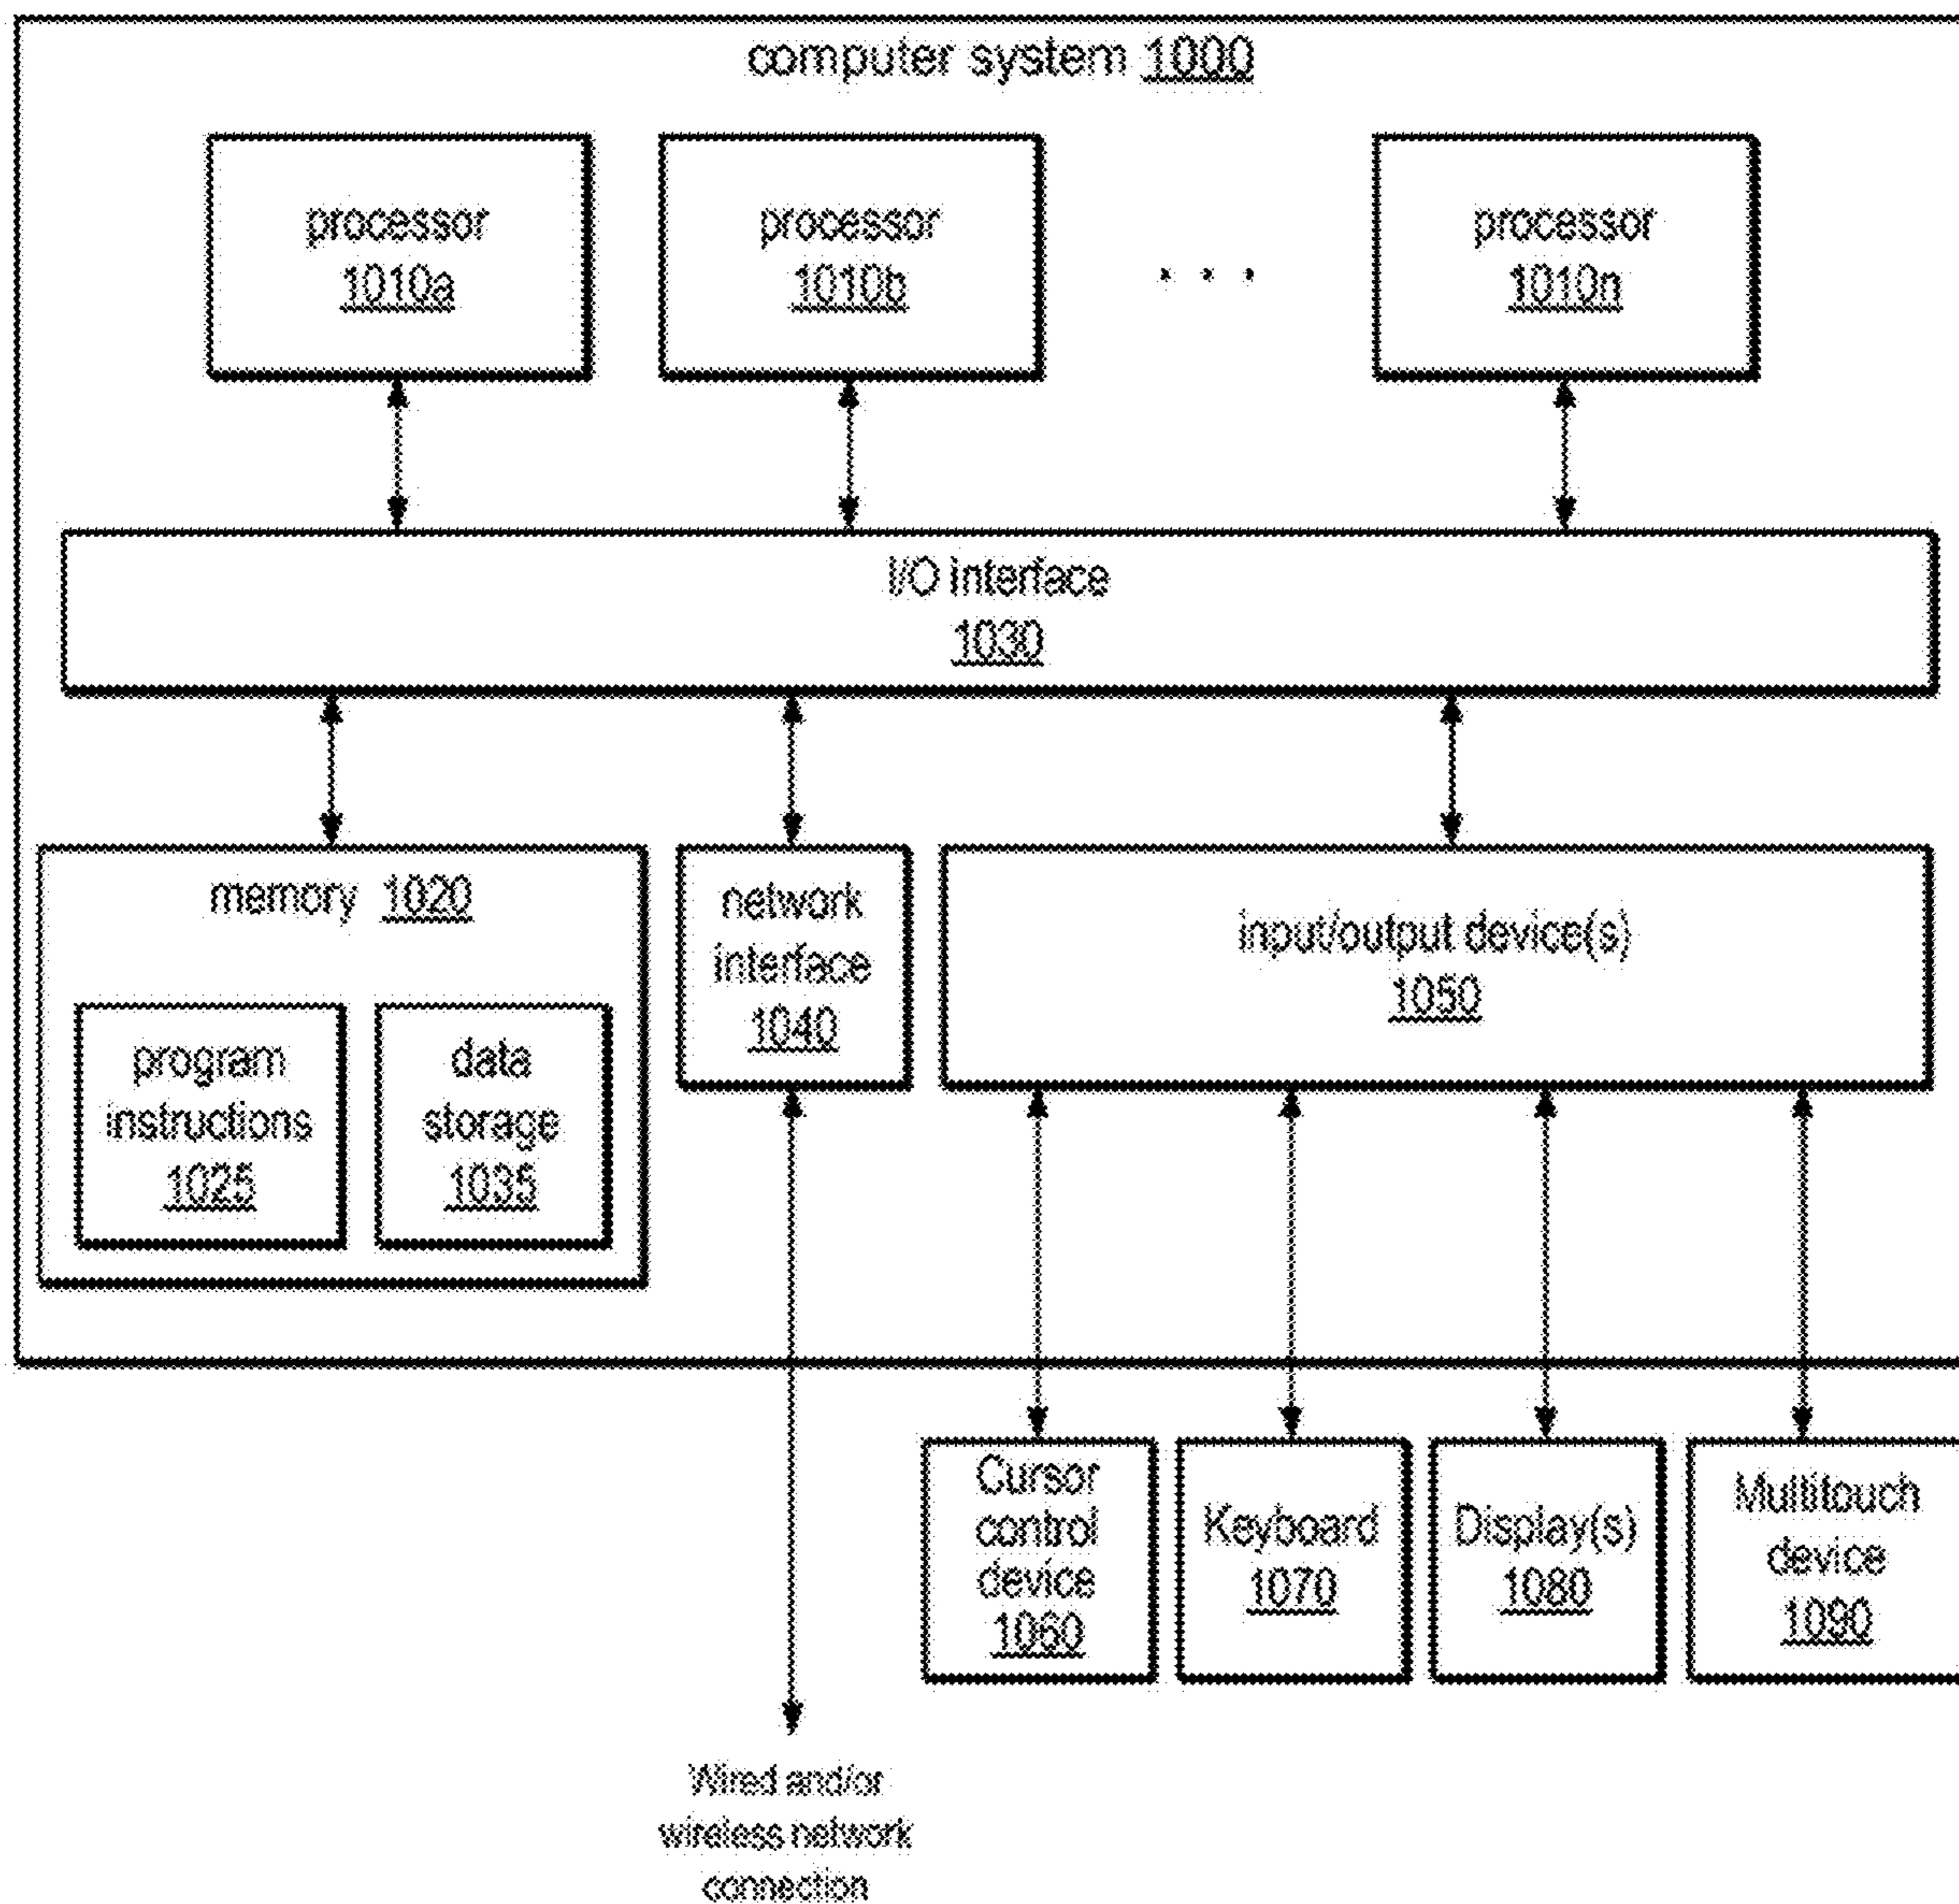 computer system 1000
processor
1010a
processor
1010b
. . .
processor
1010n
I/O interface
1030
memory 1020
program
instructions
1025
data
storage
1035
network
interface
1040
input/output device(s)
1050
Cursor
control
device
1060
Keyboard
1070
Display(s)
1080
Multitouch
device
1090
Wired and/or
wireless network
connection